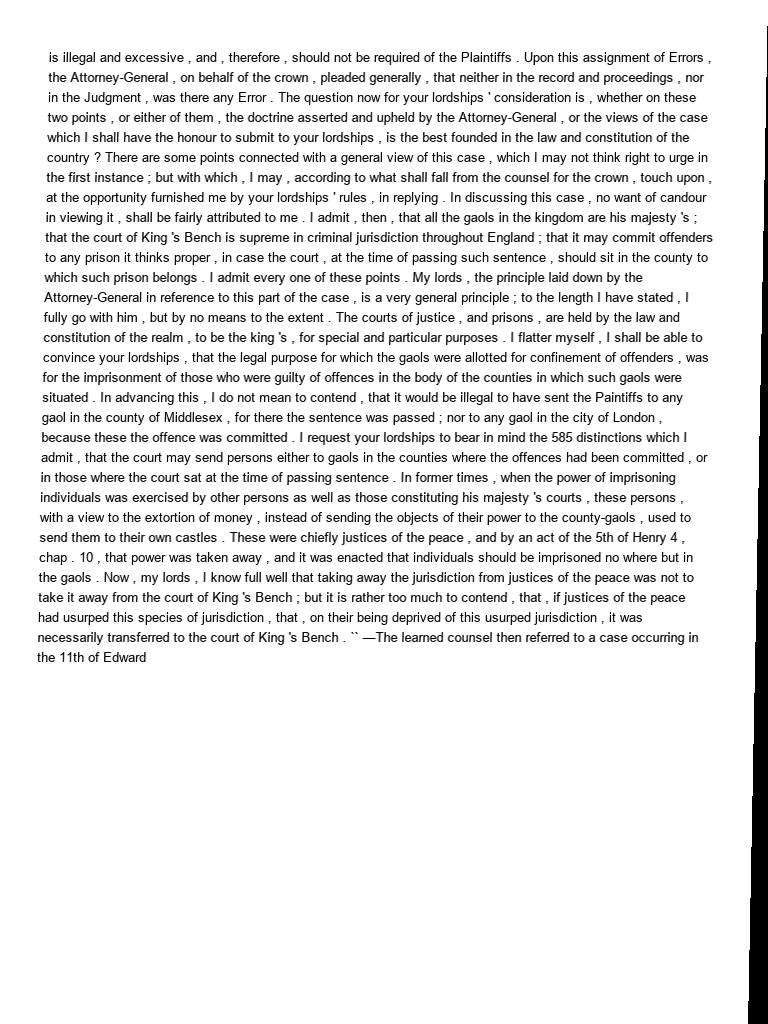 is illegal and excessive , and , therefore , should not be required of the Plaintiffs . Upon this assignment of Errors ,
the Attorney-General , on behalf of the crown , pleaded generally , that neither in the record and proceedings , nor
in the Judgment , was there any Error . The question now for your lordships ' consideration is , whether on these
two points , or either of them , the doctrine asserted and upheld by the Attorney-General , or the views of the case
which I shall have the honour to submit to your lordships , is the best founded in the law and constitution of the
country ? There are some points connected with a general view of this case , which I may not think right to urge in
the first instance ; but with which , I may , according to what shall fall from the counsel for the crown , touch upon ,
at the opportunity furnished me by your lordships ' rules , in replying . In discussing this case , no want of candour
in viewing it , shall be fairly attributed to me . I admit , then , that all the gaols in the kingdom are his majesty 's ;
that the court of King 's Bench is supreme in criminal jurisdiction throughout England ; that it may commit offenders
to any prison it thinks proper , in case the court , at the time of passing such sentence , should sit in the county to
which such prison belongs . I admit every one of these points . My lords , the principle laid down by the
Attorney-General in reference to this part of the case , is a very general principle ; to the length I have stated , I
fully go with him , but by no means to the extent . The courts of justice , and prisons , are held by the law and
constitution of the realm , to be the king 's , for special and particular purposes . I flatter myself , I shall be able to
convince your lordships , that the legal purpose for which the gaols were allotted for confinement of offenders , was
for the imprisonment of those who were guilty of offences in the body of the counties in which such gaols were
situated . In advancing this , I do not mean to contend , that it would be illegal to have sent the Paintiffs to any
gaol in the county of Middlesex , for there the sentence was passed ; nor to any gaol in the city of London ,
because these the offence was committed . I request your lordships to bear in mind the 585 distinctions which I
admit , that the court may send persons either to gaols in the counties where the offences had been committed , or
in those where the court sat at the time of passing sentence . In former times , when the power of imprisoning
individuals was exercised by other persons as well as those constituting his majesty 's courts , these persons ,
with a view to the extortion of money , instead of sending the objects of their power to the county-gaols , used to
send them to their own castles . These were chiefly justices of the peace , and by an act of the 5th of Henry 4 ,
chap . 10 , that power was taken away , and it was enacted that individuals should be imprisoned no where but in
the gaols . Now , my lords , I know full well that taking away the jurisdiction from justices of the peace was not to
take it away from the court of King 's Bench ; but it is rather too much to contend , that , if justices of the peace
had usurped this species of jurisdiction , that , on their being deprived of this usurped jurisdiction , it was
necessarily transferred to the court of King 's Bench . `` —The learned counsel then referred to a case occurring in
the 11th of Edward